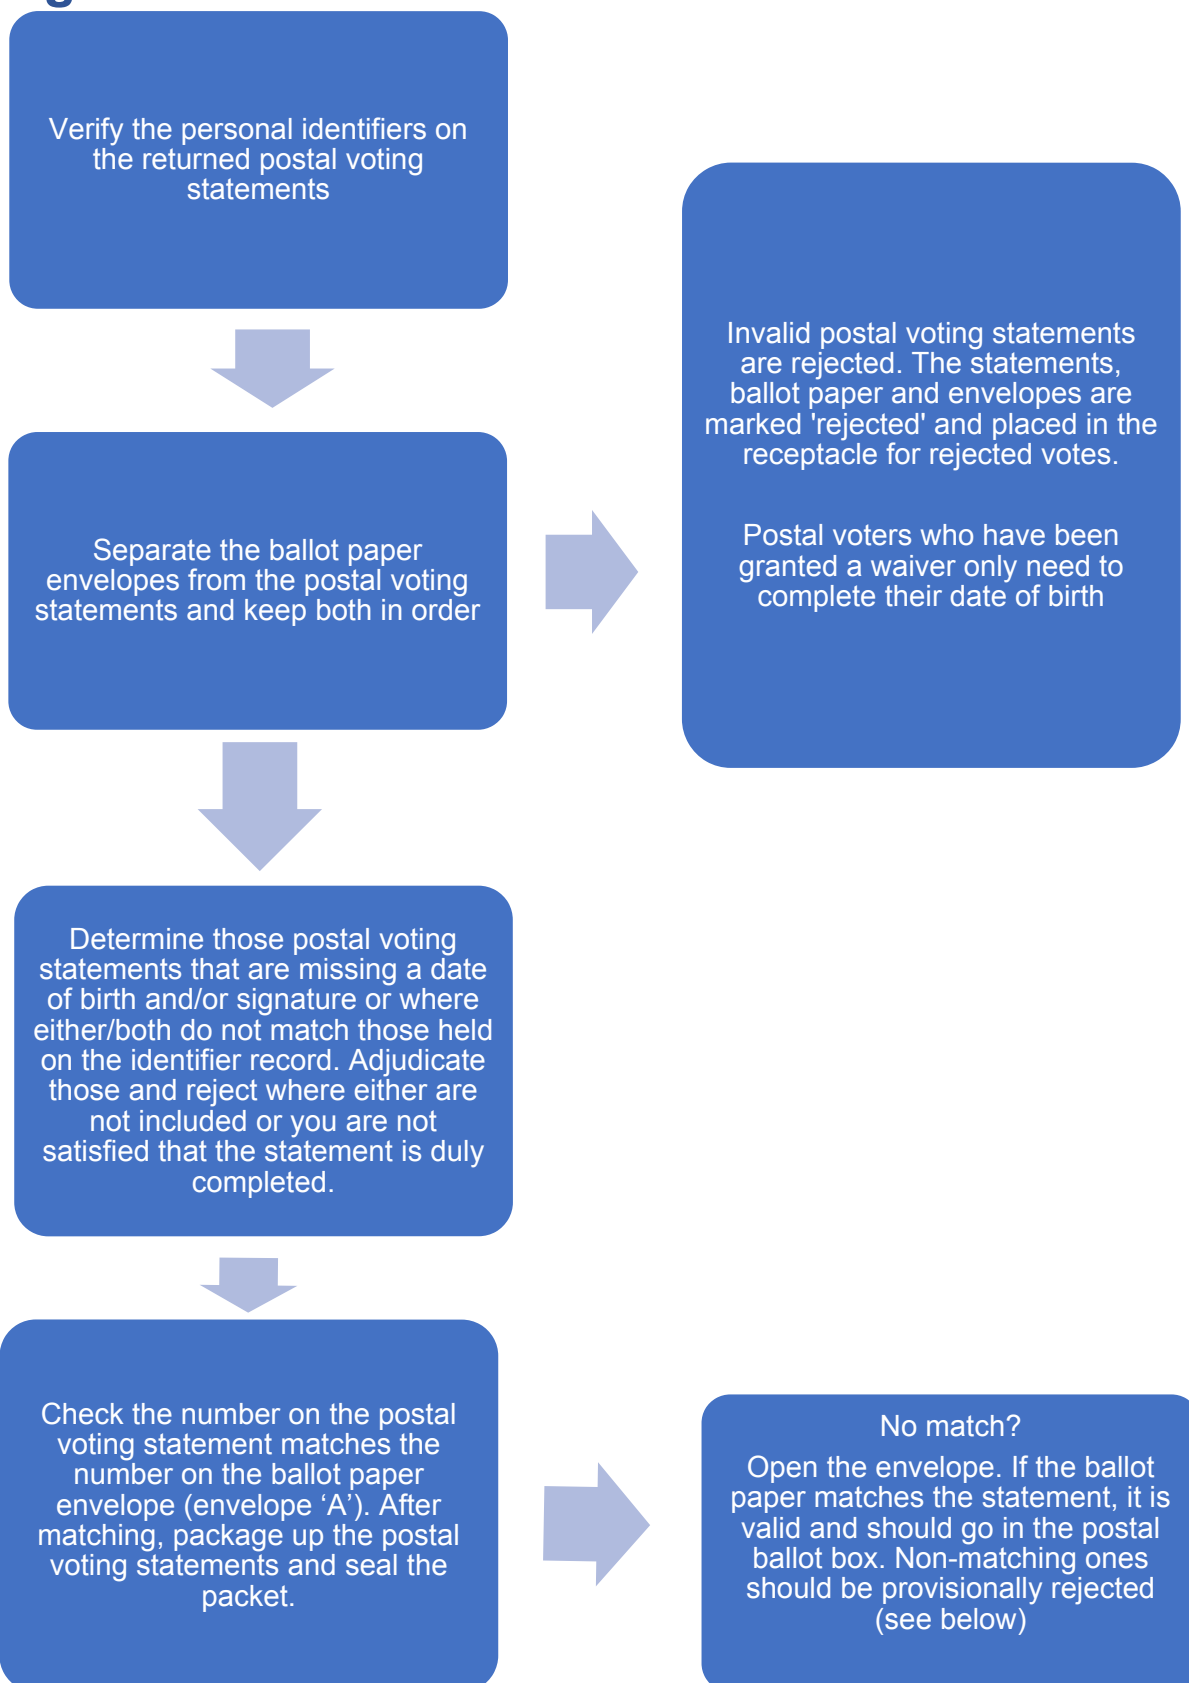 Verify the personal identifiers on
the returned postal voting
statements
Separate the ballot paper
envelopes from the postal voting
statements and keep both in order
Invalid postal voting statements
are rejected. The statements,
ballot paper and envelopes are
marked 'rejected' and placed in the
receptacle for rejected votes.
Postal voters who have been
granted a waiver only need to
complete their date of birth
Determine those postal voting
statements that are missing a date
of birth and/or signature or where
either/both do not match those held
on the identifier record. Adjudicate
those and reject where either are
not included or you are not
satisfied that the statement is duly
completed.
Check the number on the postal
voting statement matches the
number on the ballot paper
envelope (envelope ‘A’). After
matching, package up the postal
voting statements and seal the
packet.
No match?
Open the envelope. If the ballot
paper matches the statement, it is
valid and should go in the postal
ballot box. Non-matching ones
should be provisionally rejected
(see below)